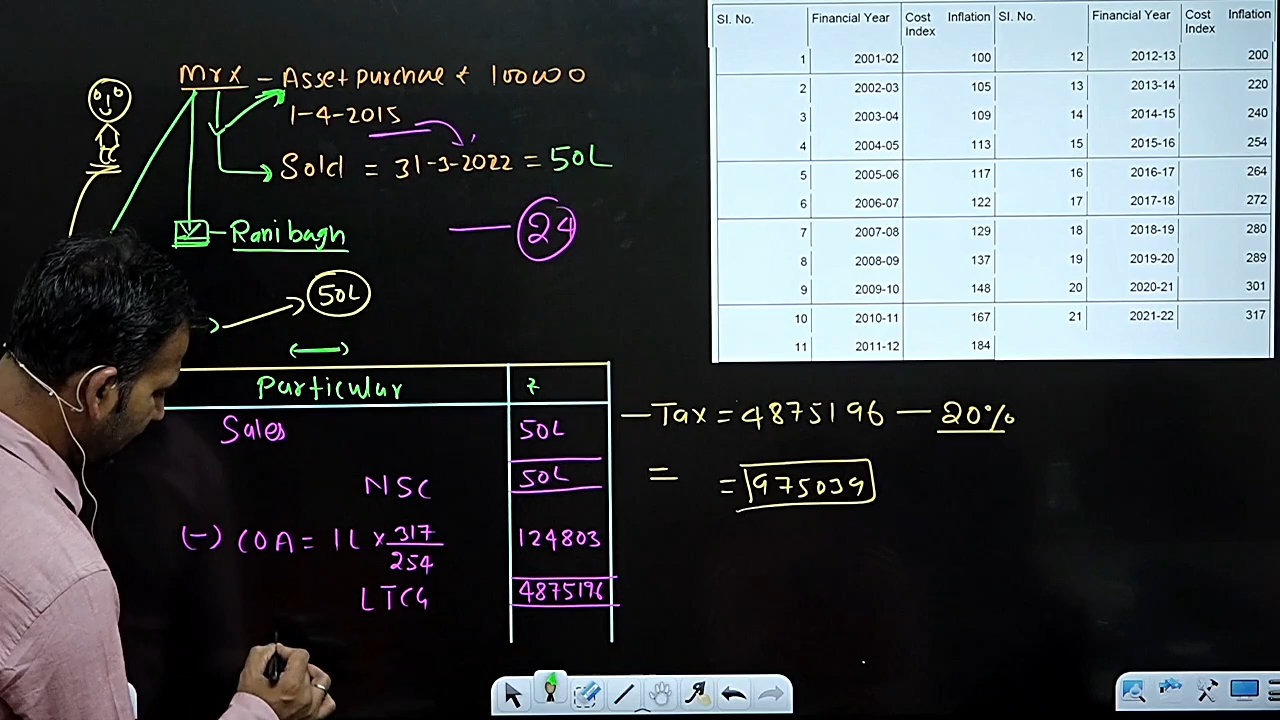 Mr X - Asset purchase ₹ 100000
1-4-2015
Sold = 31-3-2022 = 50L
Ranibagh
24
50L
Particular ₹
Sales 50L
NSC 50L
(-) COA = 1L × 317/254 124803
LTCG 4875196
Tax = 4875196 — 20%
=
= 975039
Sl. No. Financial Year Cost Inflation Index Sl. No. Financial Year Cost Inflation Index
1 2001-02 100 12 2012-13 200
2 2002-03 105 13 2013-14 220
3 2003-04 109 14 2014-15 240
4 2004-05 113 15 2015-16 254
5 2005-06 117 16 2016-17 264
6 2006-07 122 17 2017-18 272
7 2007-08 129 18 2018-19 280
8 2008-09 137 19 2019-20 289
9 2009-10 148 20 2020-21 301
10 2010-11 167 21 2021-22 317
11 2011-12 184